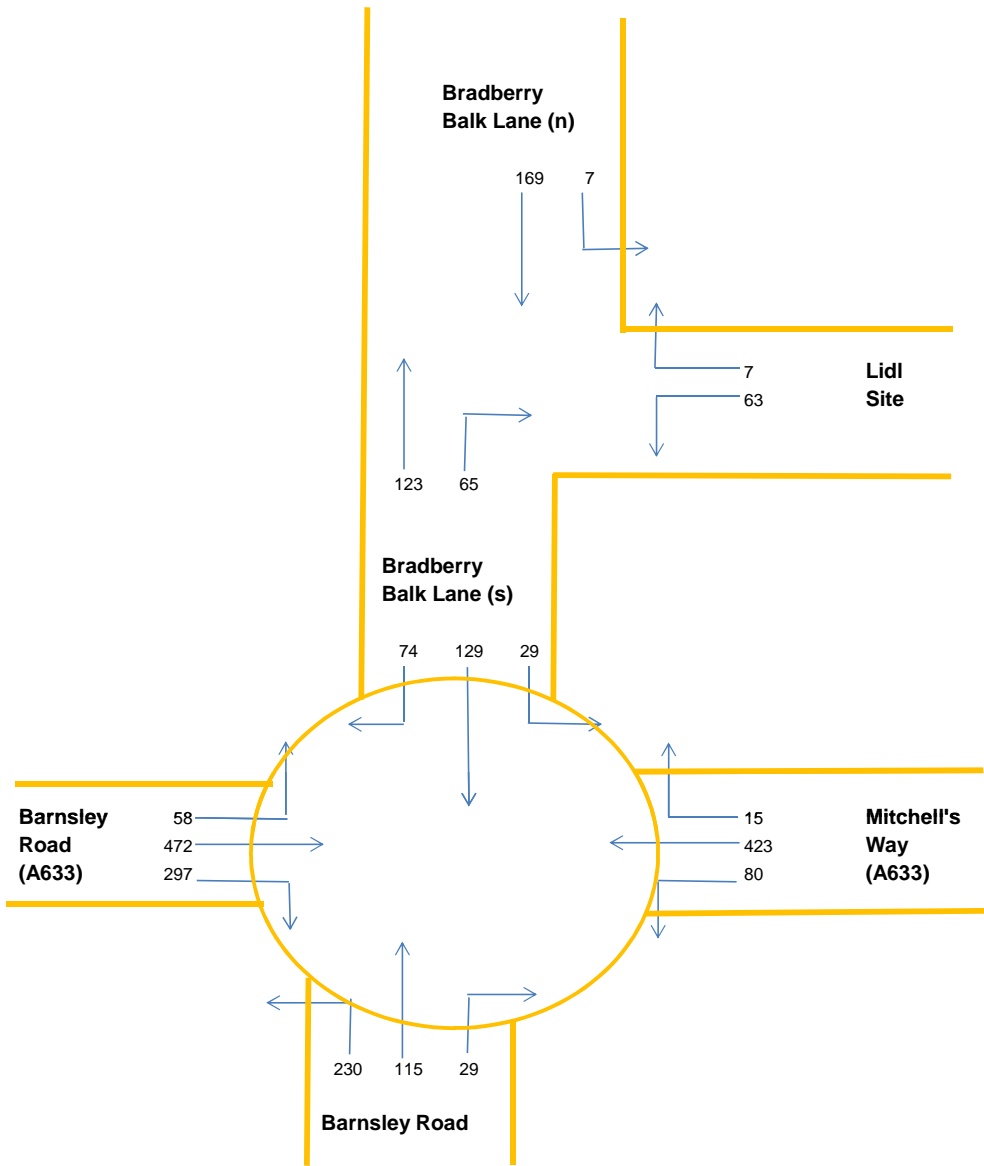 Bradberry
Balk Lane (n)
169 7
7
63
Lidl
Site
123 65
Bradberry
Balk Lane (s)
74 129 29
Barnsley
Road
(A633)
58
472
297
15
423
80
Mitchell's
Way
(A633)
230 115 29
Barnsley Road